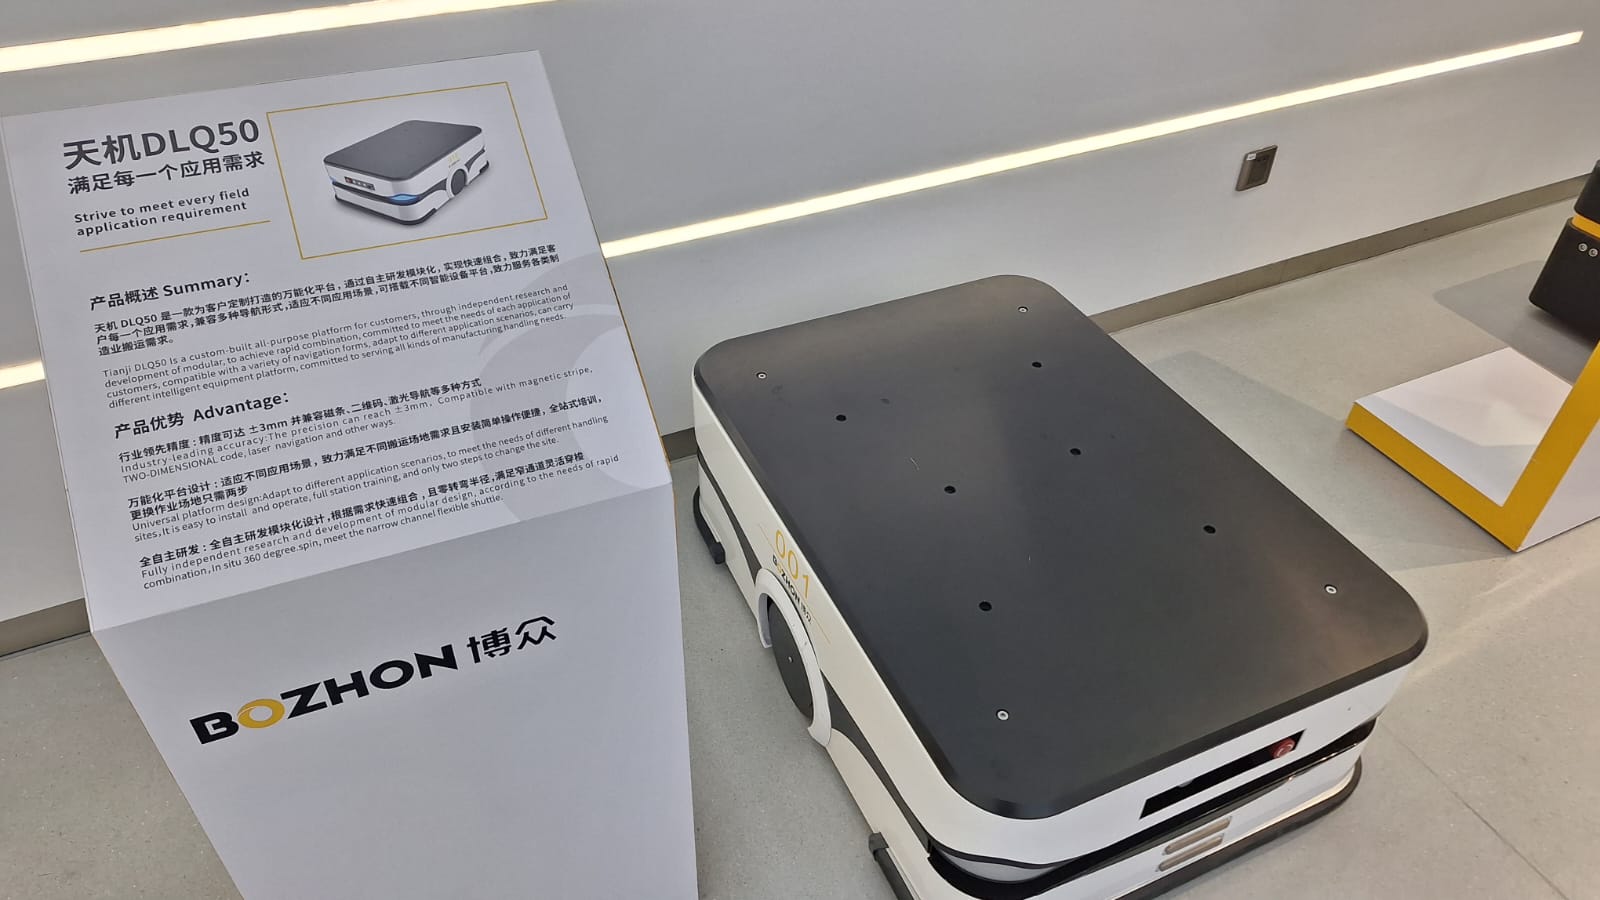 天机DLQ50
满足每一个应用需求
Strive to meet every field
application requirement
产品概述 Summary:
天机 DLQ50 是一款为客户定制打造的万能化平台，通过自主研发模块化，实现快速组合，致力满足客
户每一个应用需求,兼容多种导航形式,适应不同应用场景,可搭载不同智能设备平台,致力服务各类制
造业搬运需求。
Tianji DLQ50 Is a custom-built all-purpose platform for customers, through independent research and
development of modular, to achieve rapid combination, committed to meet the needs of each application of
customers, compatible with a variety of navigation forms, adapt to different application scenarios, can carry
different intelligent equipment platform, committed to serving all kinds of manufacturing handling needs.
产品优势 Advantage:
行业领先精度：精度可达 ±3mm 并兼容磁条、二维码、激光导航等多种方式
Industry-leading accuracy:The precision can reach ±3mm. Compatible with magnetic stripe,
TWO-DIMENSIONAL code, laser navigation and other ways.
万能化平台设计：适应不同应用场景，致力满足不同搬运场地需求且安装简单操作便捷，全站式培训，
更换作业场地只需两步
Universal platform design:Adapt to different application scenarios, to meet the needs of different handling
sites,It is easy to install and operate, full station training, and only two steps to change the site.
全自主研发：全自主研发模块化设计,根据需求快速组合，且零转弯半径,满足窄通道灵活穿梭
Fully independent research and development of modular design, according to the needs of rapid
combination,In situ 360 degree.spin, meet the narrow channel flexible shuttle.
BOZHON 博众
001
BOZHON 博众